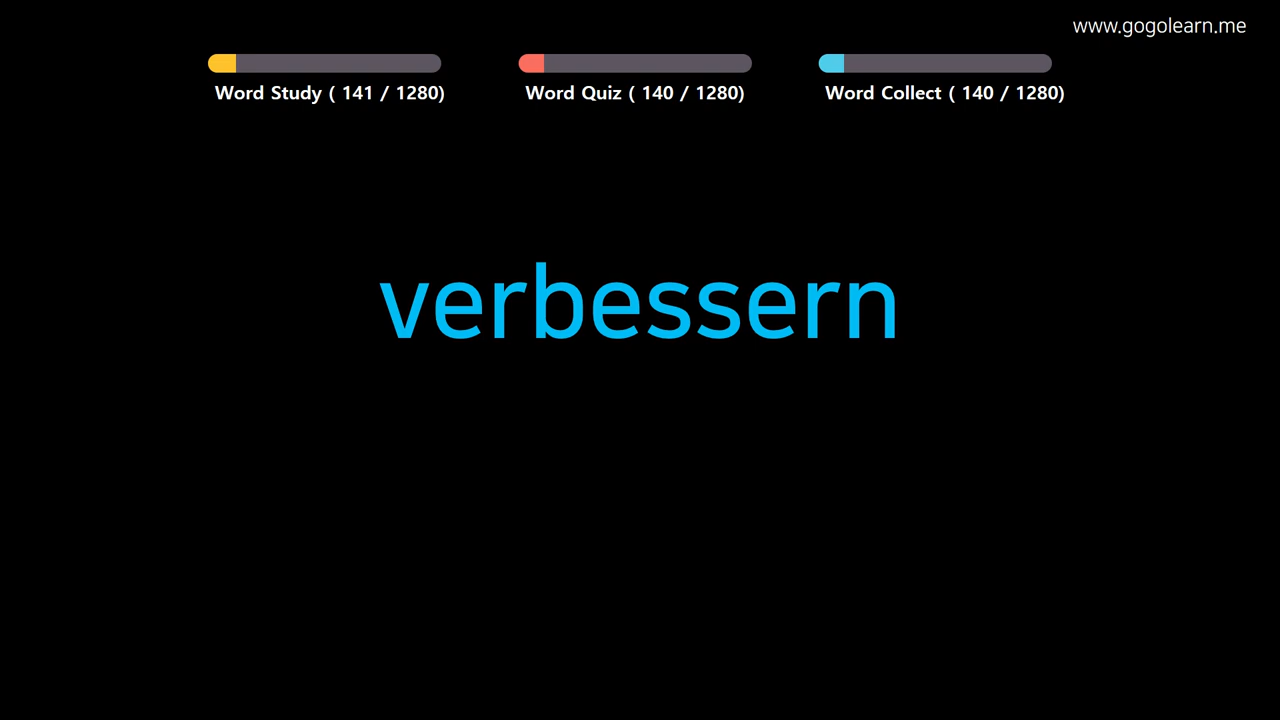 www.gogolearn.me
Word Study ( 141 / 1280)
Word Quiz ( 140 / 1280)
Word Collect ( 140 / 1280)
verbessern